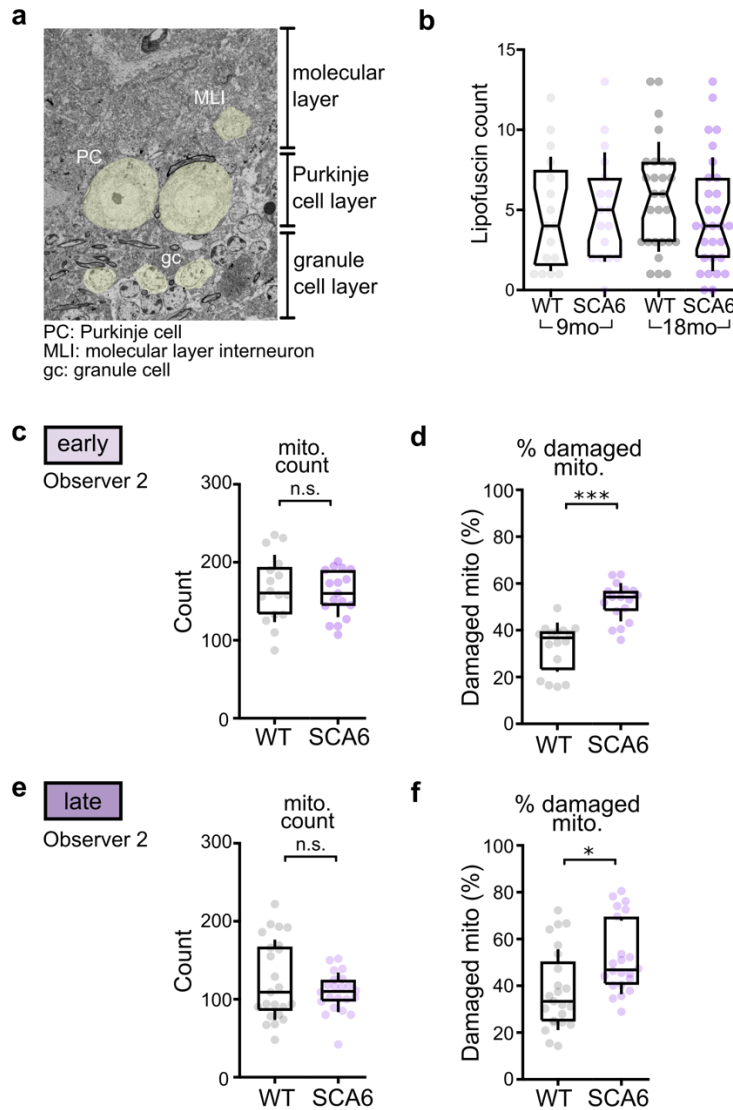 a
MLI
PC
gc
molecular
layer
Purkinje
cell layer
granule
cell layer
PC: Purkinje cell
MLI: molecular layer interneuron
gc: granule cell
b
Lipofuscin count
15
10
5
0
WT SCA6 WT SCA6
9mo 18mo
c
early
Observer 2
mito.
count
n.s.
Count
300
200
100
0
WT SCA6
d
% damaged
mito.
***
Damaged mito (%)
100
80
60
40
20
0
WT SCA6
e
late
Observer 2
mito.
count
n.s.
Count
300
200
100
0
WT SCA6
f
% damaged
mito.
*
Damaged mito (%)
100
80
60
40
20
0
WT SCA6